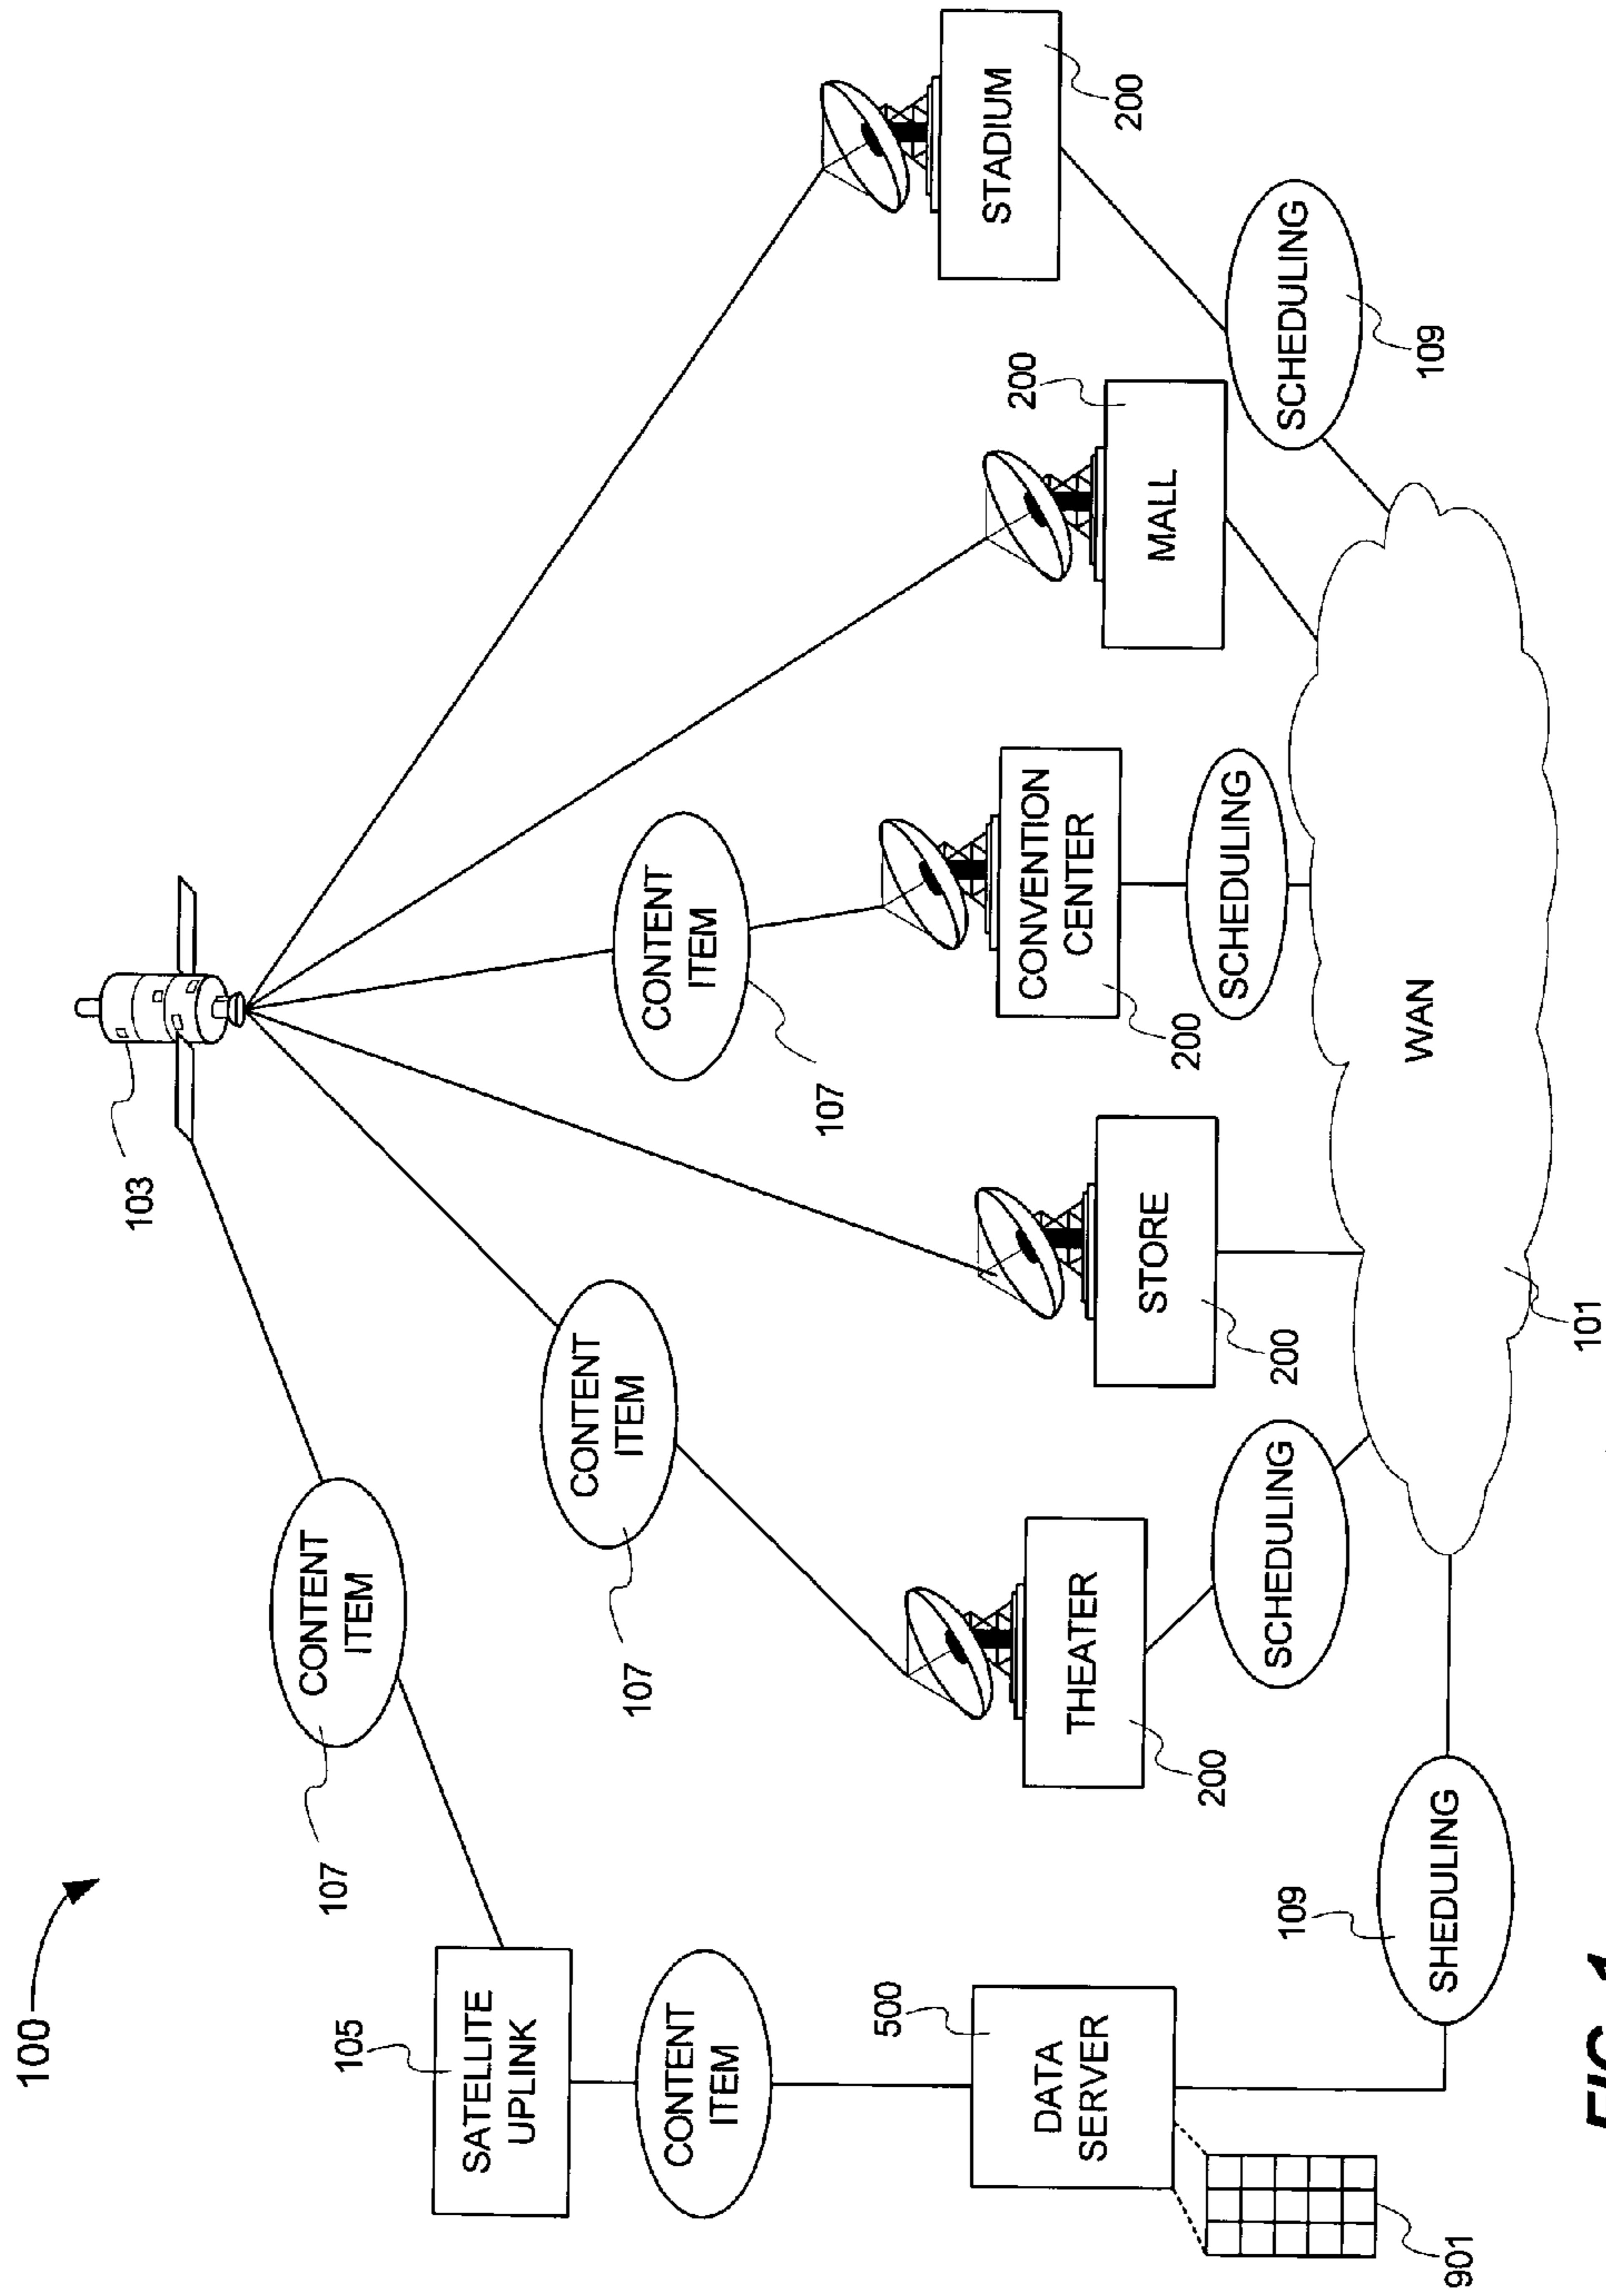 100
103
CONTENT
ITEM
107
105
SATELLITE
UPLINK
CONTENT
ITEM
107
CONTENT
ITEM
107
CONTENT
ITEM
500
DATA
SERVER
THEATER
200
STORE
200
CONVENTION
CENTER
200
MALL
200
STADIUM
200
SCHEDULING
SCHEDULING
SCHEDULING
109
109
SHEDULING
WAN
101
901
FIG. 1